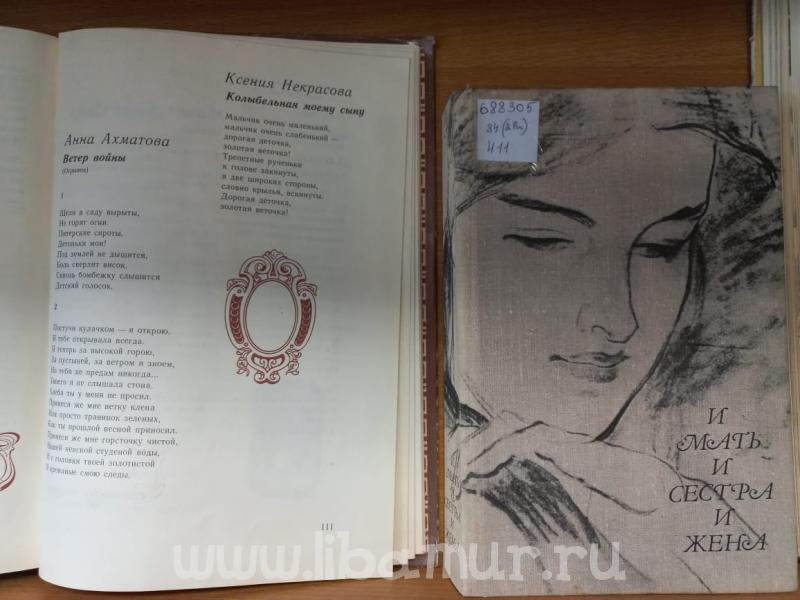 Анна Ахматова
Ветер войны
(Отрывок)
1
Щели в саду вырыты,
Не горят огни.
Питерские сироты,
Детоньки мои!
Под землей не дышится,
Боль сверлит висок,
Сквозь бомбежку слышится
Детский голосок.
2
Постучи кулачком — я открою.
Я тебе открывала всегда.
Я теперь за высокой горою,
За пустыней, за ветром и зноем,
Но тебя не предам никогда...
Твоего я не слышала стона.
Хлеба ты у меня не просил.
Принеси же мне ветку клена
Или просто травинок зеленых,
Как ты прошлой весной приносил.
Принеси же мне горсточку чистой,
Нашей невской студеной воды,
И с головки твоей золотистой
Я кровавые смою следы.
Ксения Некрасова
Колыбельная моему сыну
Мальчик очень маленький,
мальчик очень слабенький —
дорогая деточка,
золотая веточка!
Трепетные рученьки
к голове закинуты,
в две широких стороны,
словно крылья, вскинуты.
Дорогая деточка,
золотая веточка!
111
688305
84(2Рос)
Ч11
И
МАТЬ
И
СЕСТРА
И
ЖЕНА
www.libamur.ru